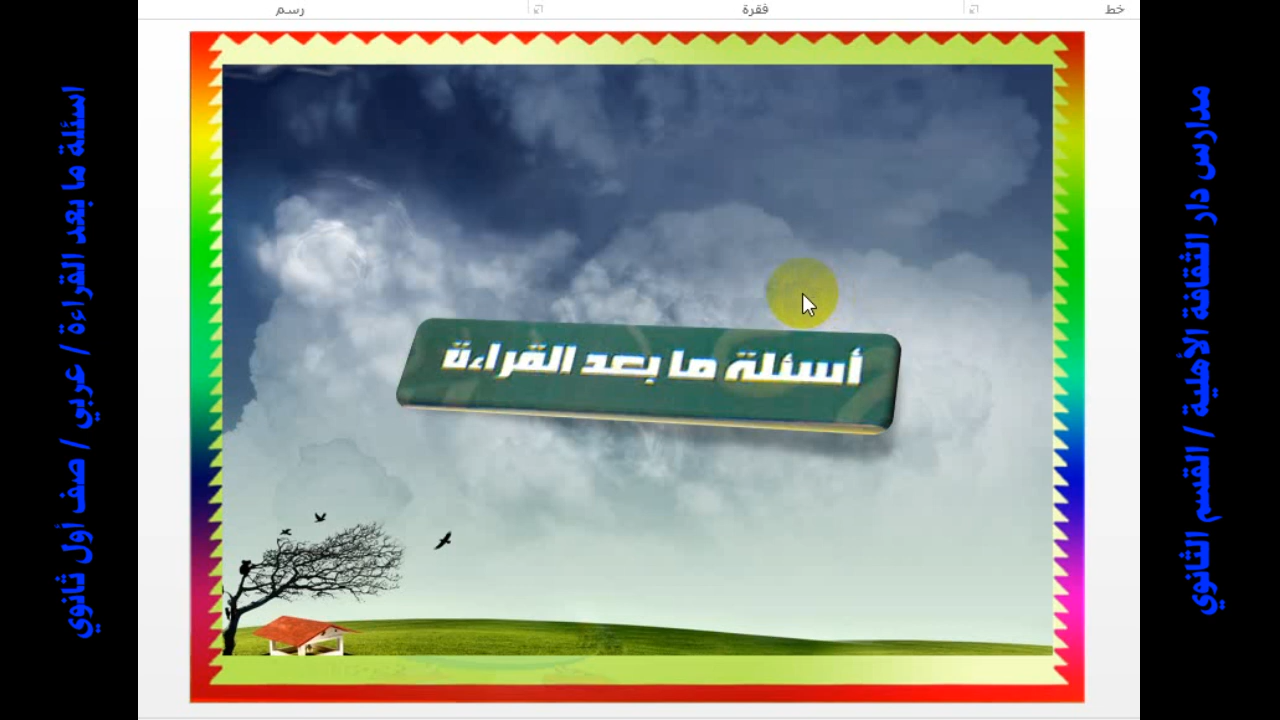 خط
فقرة
رسم
أسئلة ما بعد القراءة
مدارس دار الثقافة الأهلية / القسم الثانوي
اسئلة ما بعد القراءة / عربي / صف أول ثانوي